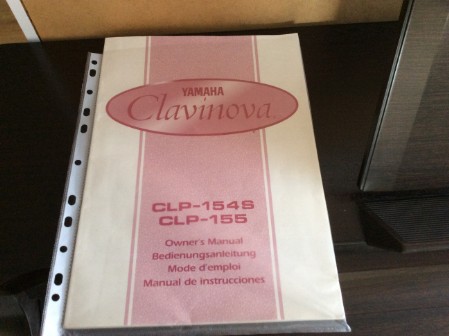 YAMAHA
Clavinova
CLP-154S
CLP-155
Owner's Manual
Bedienungsanleitung
Mode d'emploi
Manual de instrucciones